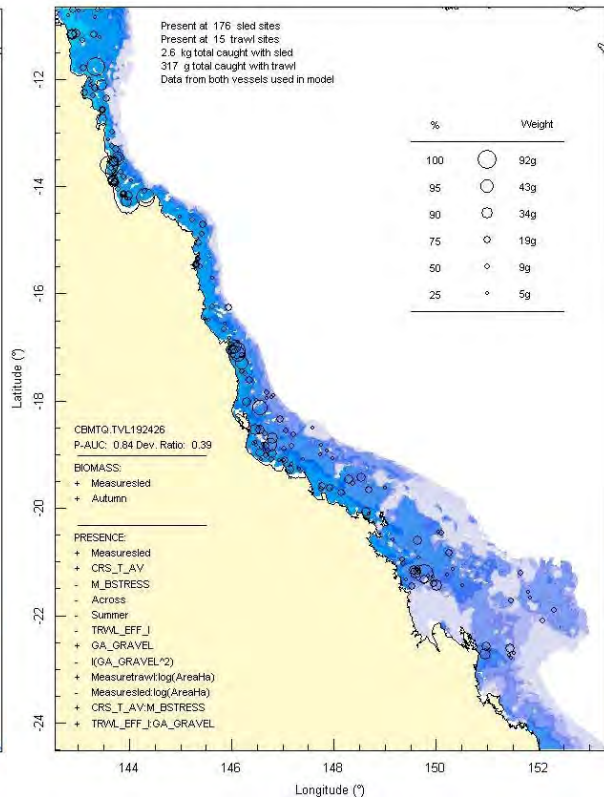 Present at 176 sled sites
Present at 15 trawl sites
2.6 kg total caught with sled
317 g total caught with trawl
Data from both vessels used in model
% Weight
100 92g
95 43g
90 34g
75 19g
50 9g
25 5g
-12
-14
-16
-18
-20
-22
-24
Latitude (°)
CBMTQ.TVL192426
P-AUC: 0.84 Dev. Ratio: 0.39
BIOMASS:
+ Measuresled
+ Autumn
PRESENCE:
+ Measuresled
+ CRS_T_AV
- M_BSTRESS
- Across
- Summer
- TRWL_EFF_I
+ GA_GRAVEL
- I(GA_GRAVEL^2)
+ Measuretrawl:log(AreaHa)
- Measuresled:log(AreaHa)
+ CRS_T_AV:M_BSTRESS
+ TRWL_EFF_I:GA_GRAVEL
144 146 148 150 152
Longitude (°)